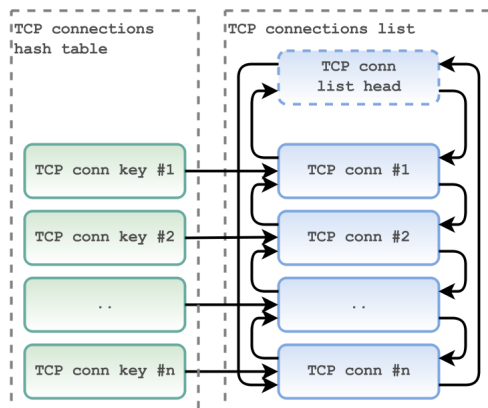 TCP connections
hash table
TCP connections list
TCP conn
list head
TCP conn key #1
TCP conn #1
TCP conn key #2
TCP conn #2
..
..
TCP conn key #n
TCP conn #n